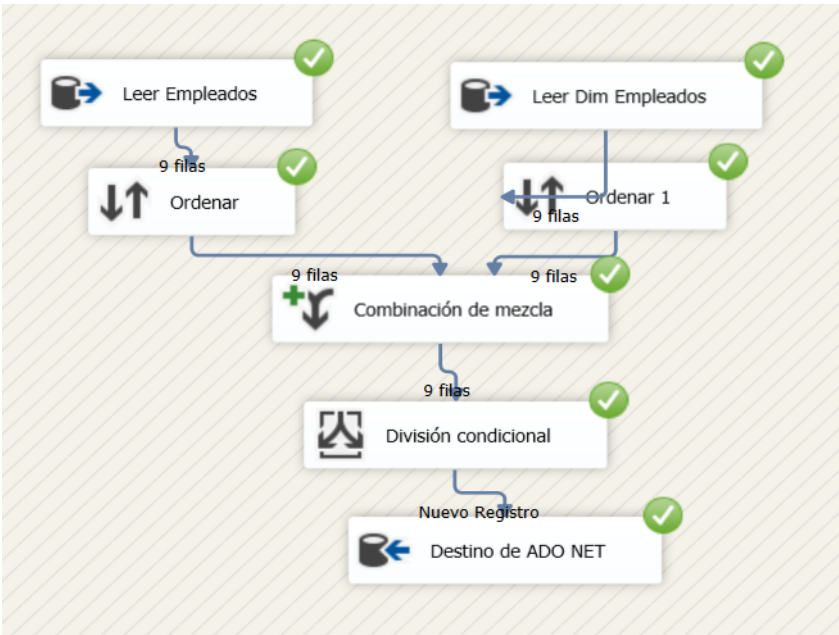 Leer Empleados
Leer Dim Empleados
9 filas
Ordenar
Ordenar 1
9 filas
9 filas
9 filas
Combinación de mezcla
9 filas
División condicional
Nuevo Registro
Destino de ADO NET